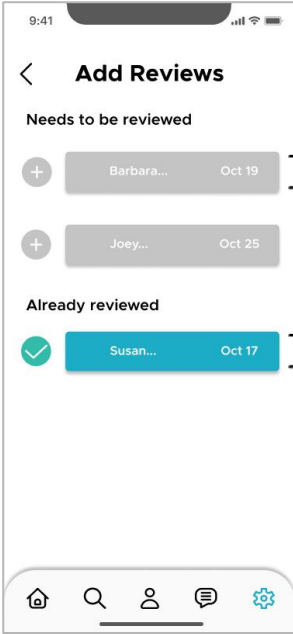 9:41
Add Reviews
Needs to be reviewed
Barbara... Oct 19
Joey... Oct 25
Already reviewed
Susan... Oct 17